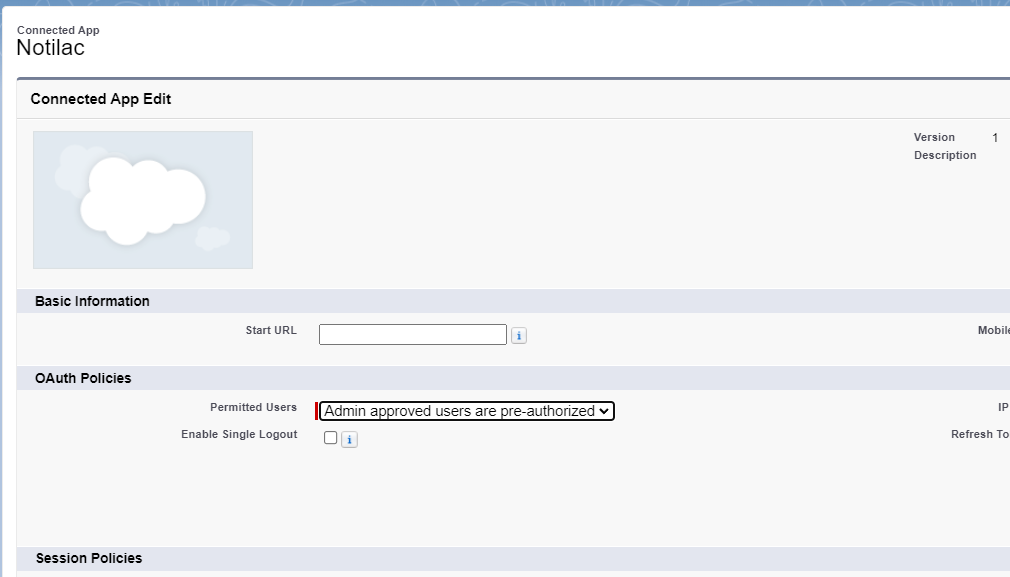 Connected App
Notilac
Connected App Edit
Version 1
Description
Basic Information
Start URL
i
Mobile
OAuth Policies
Permitted Users Admin approved users are pre-authorized
IP
Enable Single Logout
i
Refresh To
Session Policies